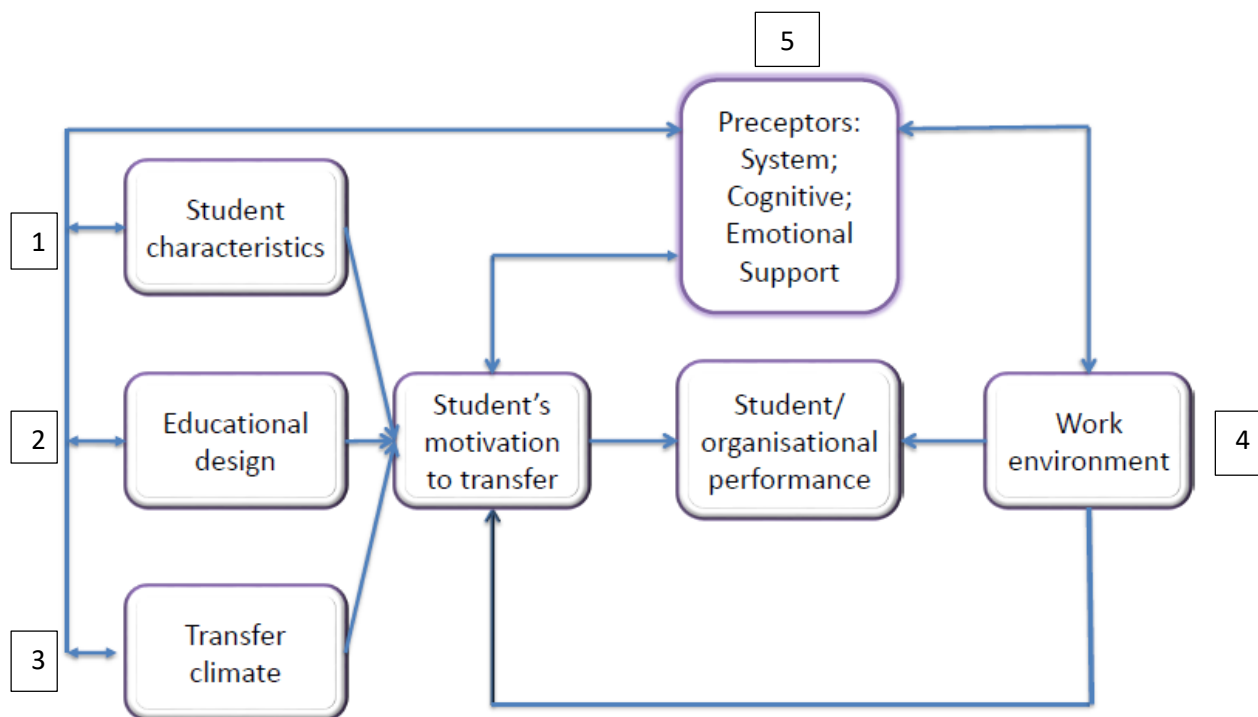 5
Preceptors:
System;
Cognitive;
Emotional
Support
1
Student
characteristics
2
Educational
design
Student's
motivation
to transfer
Student/
organisational
performance
Work
environment
4
3
Transfer
climate